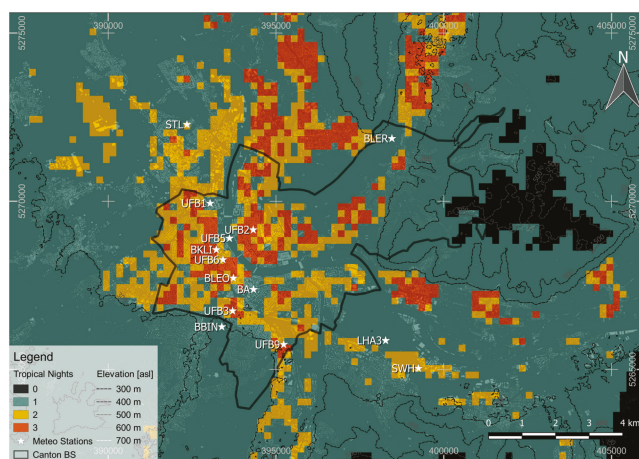 390000
395000
400000
405000
5275000
5275000
N
STL
BLER
5270000
5270000
UFB1
UFB2
UFB5
BKLI
UFB6
BLEO
BA
UFB3
BBIN
UFB9
LHA3
SWH
5265000
Legend
Tropical Nights
Elevation [asl]
0
300 m
1
400 m
2
500 m
3
600 m
Meteo Stations
700 m
Canton BS
0 1 2 3 4 km
395000
400000
405000